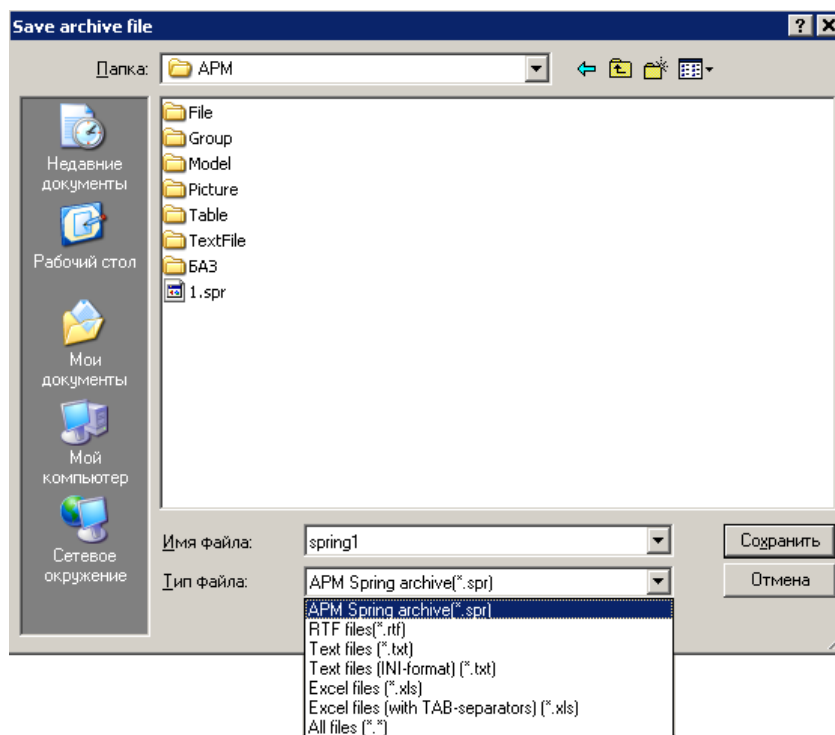 Save archive file
Папка: APM
File
Group
Model
Picture
Table
TextFile
БАЗ
1.spr
Недавние
документы
Рабочий стол
Мои
документы
Мой
компьютер
Сетевое
окружение
Имя файла: spring1 Сохранить
Тип файла: APM Spring archive(*.spr) Отмена
APM Spring archive(*.spr)
RTF files(*.rtf)
Text files (*.txt)
Text files (INI-format) (*.txt)
Excel files (*.xls)
Excel files (with TAB-separators) (*.xls)
All files (*.*)